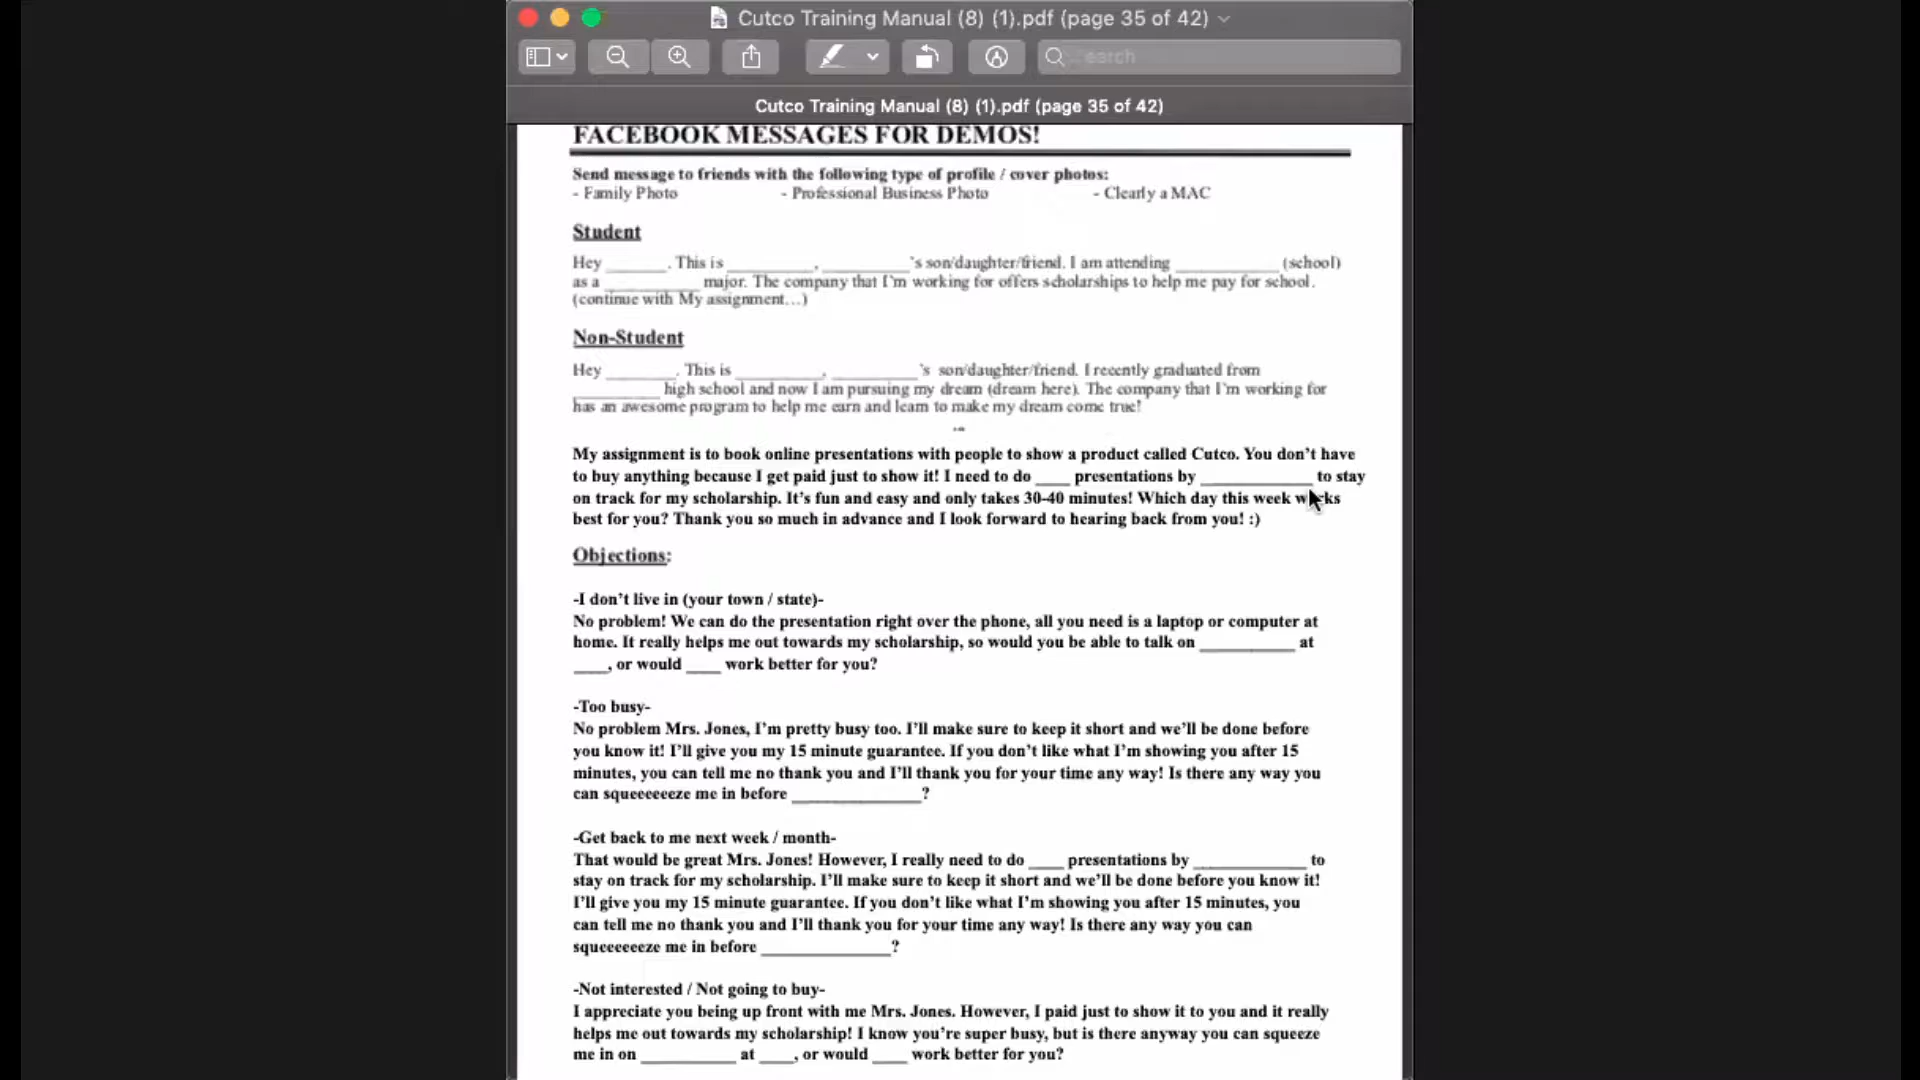 Cutco Training Manual (8) (1).pdf (page 35 of 42)
Cutco Training Manual (8) (1).pdf (page 35 of 42)
FACEBOOK MESSAGES FOR DEMOS!
Send message to friends with the following type of profile / cover photos:
- Family Photo - Professional Business Photo - Clearly a MAC
Student
Hey _______. This is __________, __________'s son/daughter/friend. I am attending ____________ (school)
as a ___________ major. The company that I'm working for offers scholarships to help me pay for school.
(continue with My assignment...)
Non-Student
Hey ________. This is __________, __________'s son/daughter/friend. I recently graduated from
__________ high school and now I am pursuing my dream (dream here). The company that I'm working for
has an awesome program to help me earn and learn to make my dream come true!
My assignment is to book online presentations with people to show a product called Cutco. You don't have
to buy anything because I get paid just to show it! I need to do ____ presentations by _____________ to stay
on track for my scholarship. It's fun and easy and only takes 30-40 minutes! Which day this week works
best for you? Thank you so much in advance and I look forward to hearing back from you! :)
Objections:
-I don't live in (your town / state)-
No problem! We can do the presentation right over the phone, all you need is a laptop or computer at
home. It really helps me out towards my scholarship, so would you be able to talk on ___________ at
____, or would ____ work better for you?
-Too busy-
No problem Mrs. Jones, I'm pretty busy too. I'll make sure to keep it short and we'll be done before
you know it! I'll give you my 15 minute guarantee. If you don't like what I'm showing you after 15
minutes, you can tell me no thank you and I'll thank you for your time any way! Is there any way you
can squeeeeeeze me in before _______________?
-Get back to me next week / month-
That would be great Mrs. Jones! However, I really need to do ____ presentations by _____________ to
stay on track for my scholarship. I'll make sure to keep it short and we'll be done before you know it!
I'll give you my 15 minute guarantee. If you don't like what I'm showing you after 15 minutes, you
can tell me no thank you and I'll thank you for your time any way! Is there any way you can
squeeeeeeze me in before _______________?
-Not interested / Not going to buy-
I appreciate you being up front with me Mrs. Jones. However, I paid just to show it to you and it really
helps me out towards my scholarship! I know you're super busy, but is there anyway you can squeeze
me in on ___________ at ____, or would ____ work better for you?